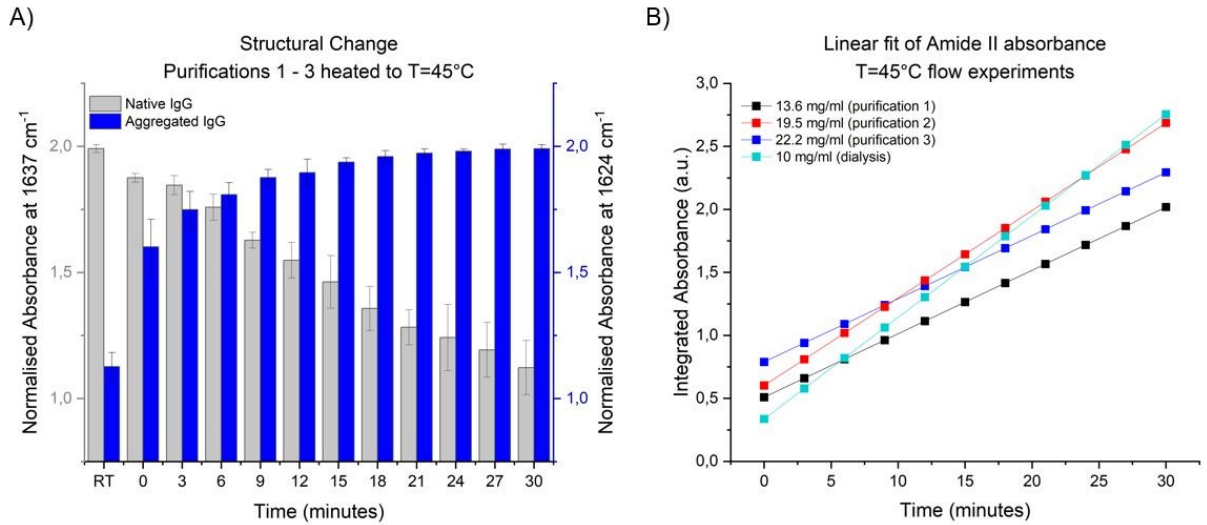 A)
Structural Change
Purifications 1 - 3 heated to T=45°C
Native IgG
Aggregated IgG
Normalised Absorbance at 1637 cm⁻¹
2,0
1,5
1,0
Normalised Absorbance at 1624 cm⁻¹
2,0
1,5
1,0
RT 0 3 6 9 12 15 18 21 24 27 30
Time (minutes)
B)
Linear fit of Amide II absorbance
T=45°C flow experiments
13.6 mg/ml (purification 1)
19.5 mg/ml (purification 2)
22.2 mg/ml (purification 3)
10 mg/ml (dialysis)
Integrated Absorbance (a.u.)
3,0
2,5
2,0
1,5
1,0
0,5
0,0
0 5 10 15 20 25 30
Time (minutes)